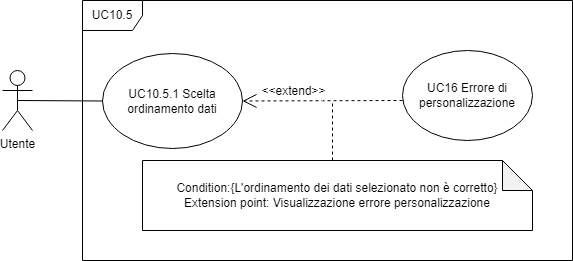 UC10.5
UC10.5.1 Scelta
ordinamento dati
<<extend>>
UC16 Errore di
personalizzazione
Utente
Condition:{L'ordinamento dei dati selezionato non è corretto}
Extension point: Visualizzazione errore personalizzazione